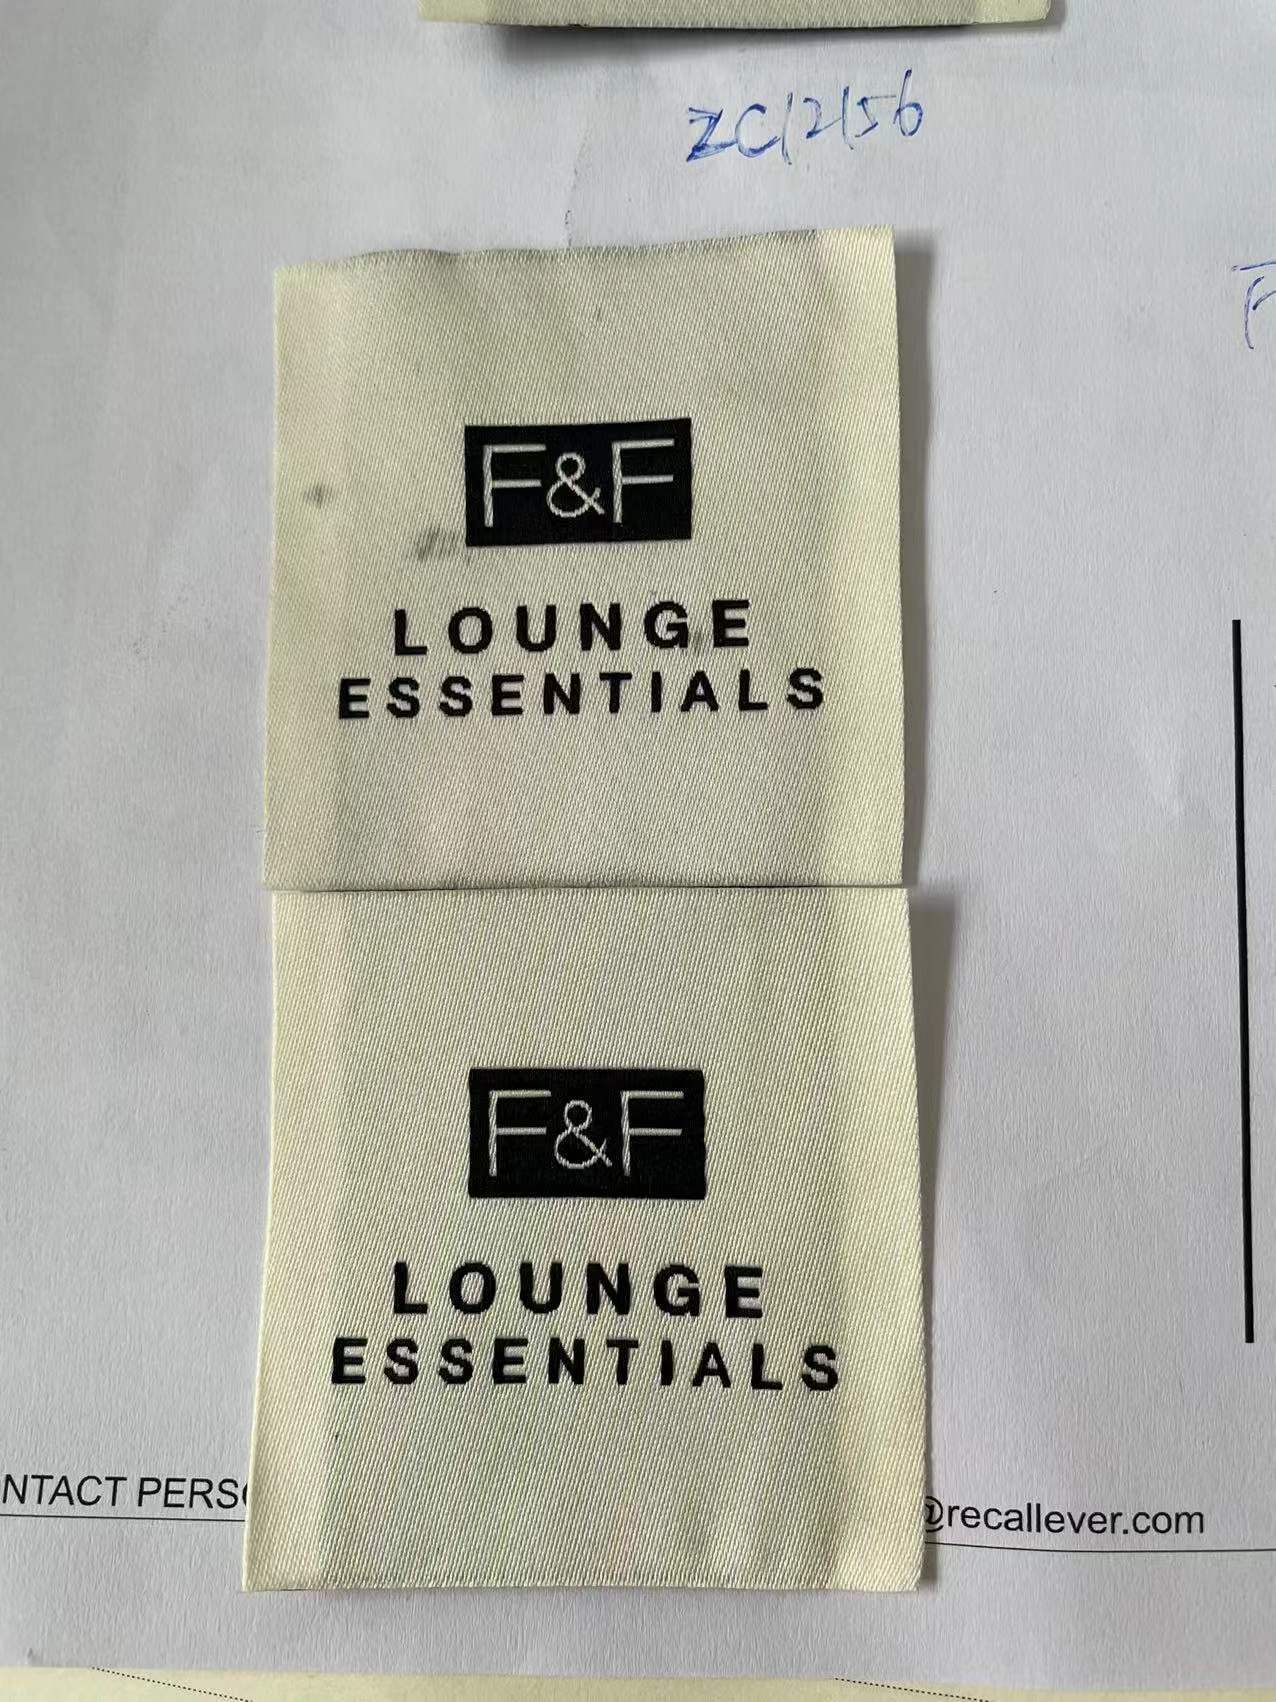 ZC12156
F&F
LOUNGE
ESSENTIALS
F&F
LOUNGE
ESSENTIALS
NTACT PERS
@recallever.com